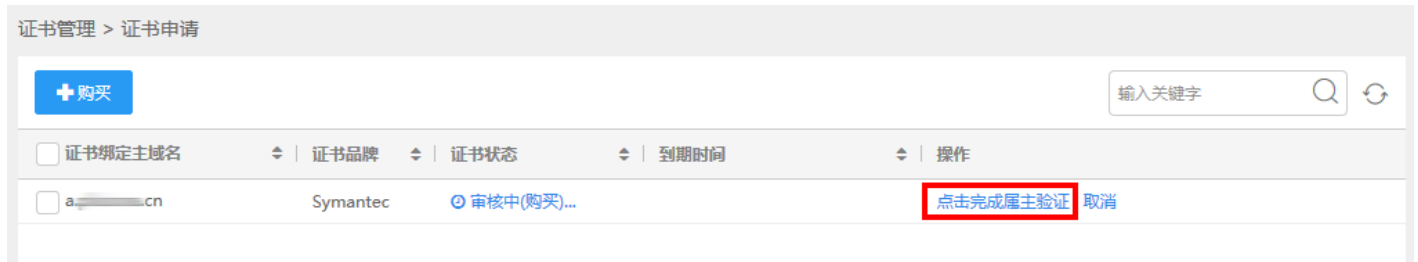 证书管理 > 证书申请
购买
输入关键字
证书绑定主域名 证书品牌 证书状态 到期时间 操作
a. .cn Symantec 审核中(购买)... 点击完成属主验证 取消